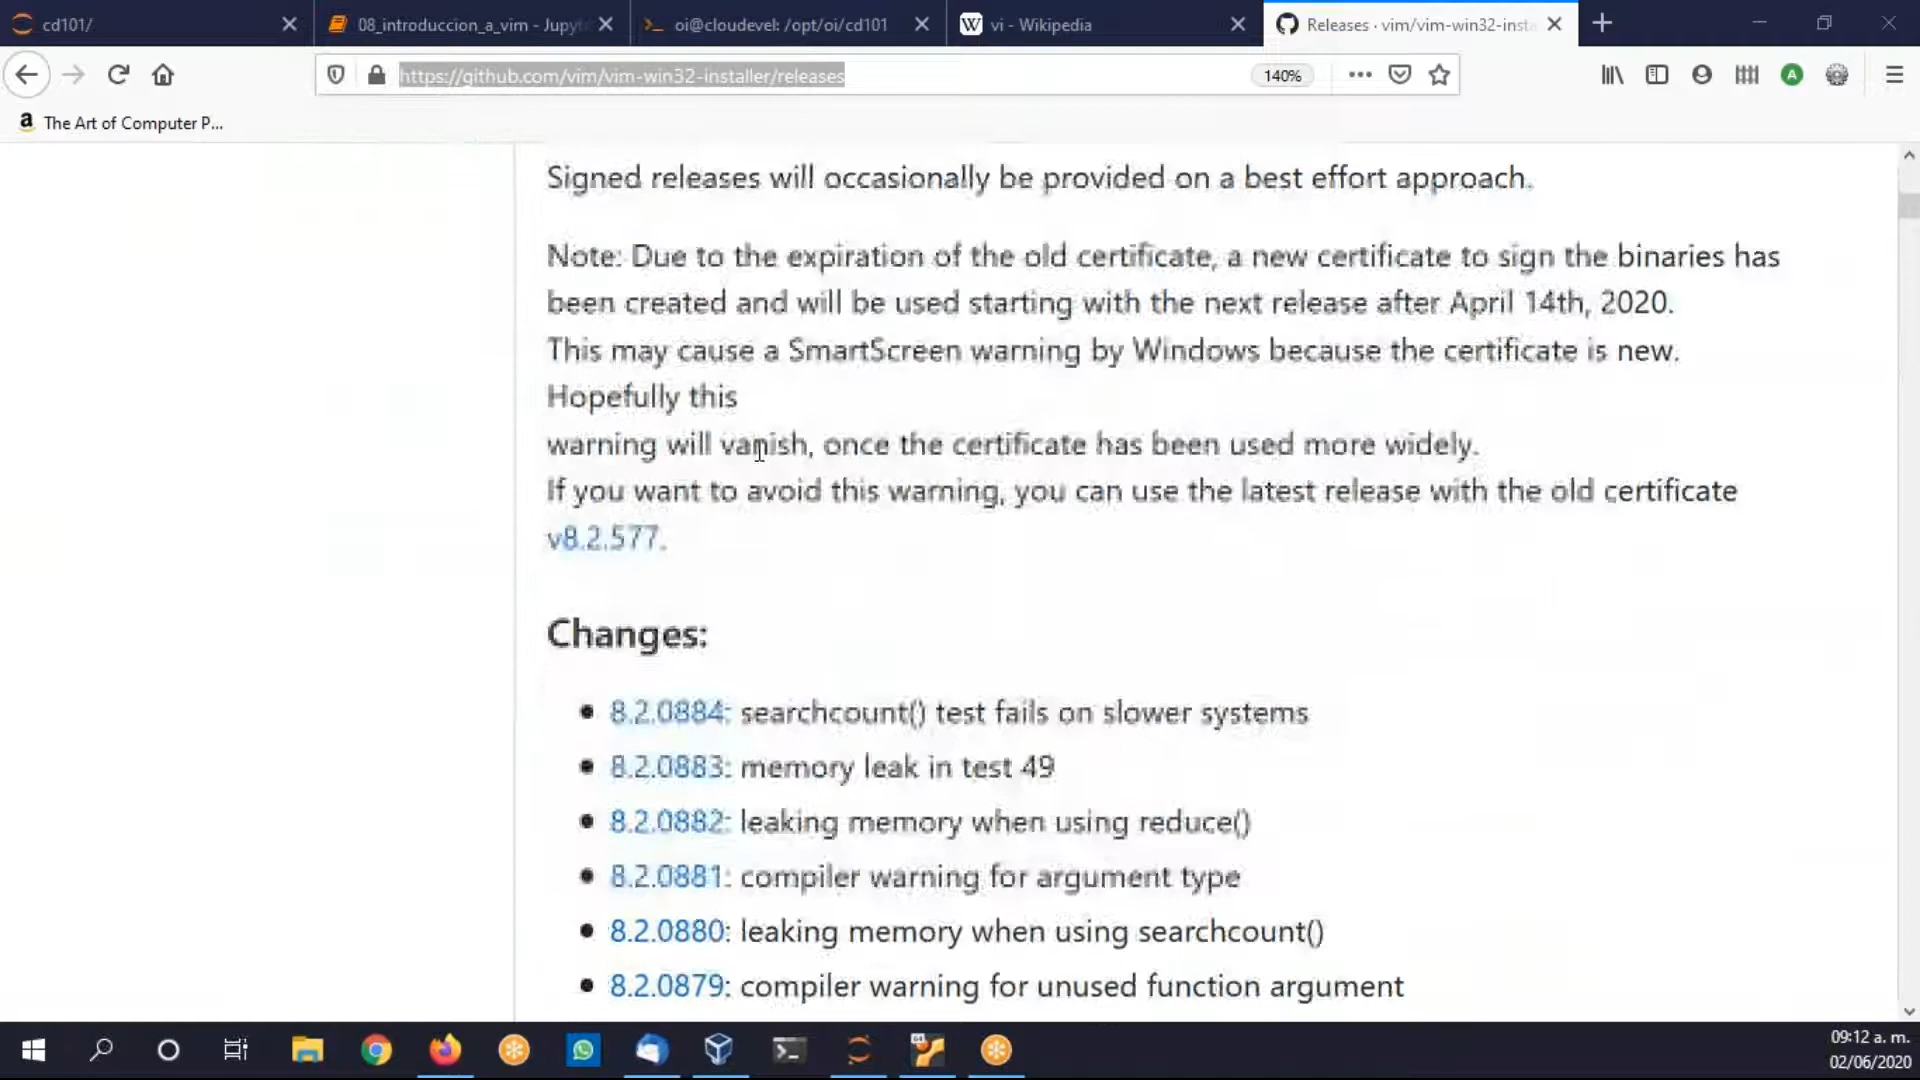 cd101/
08_introduccion_a_vim - Jupyt
oi@cloudevel: /opt/oi/cd101
vi - Wikipedia
Releases · vim/vim-win32-insta
https://github.com/vim/vim-win32-installer/releases
140%
The Art of Computer P...
Signed releases will occasionally be provided on a best effort approach.
Note: Due to the expiration of the old certificate, a new certificate to sign the binaries has
been created and will be used starting with the next release after April 14th, 2020.
This may cause a SmartScreen warning by Windows because the certificate is new.
Hopefully this
warning will vanish, once the certificate has been used more widely.
If you want to avoid this warning, you can use the latest release with the old certificate
v8.2.577.
Changes:
8.2.0884: searchcount() test fails on slower systems
8.2.0883: memory leak in test 49
8.2.0882: leaking memory when using reduce()
8.2.0881: compiler warning for argument type
8.2.0880: leaking memory when using searchcount()
8.2.0879: compiler warning for unused function argument
09:12 a. m.
02/06/2020